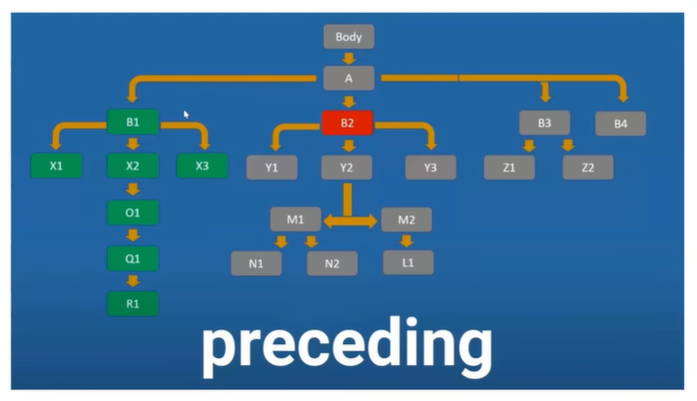 Body
A
B1 B2 B3 B4
X1 X2 X3 Y1 Y2 Y3 Z1 Z2
O1 M1 M2
Q1 N1 N2 L1
R1
preceding